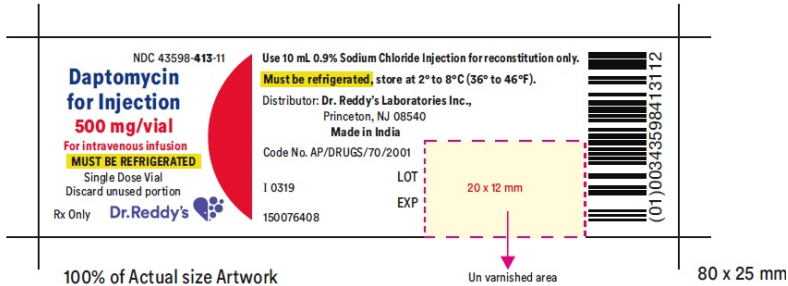 NDC 43598-413-11
Daptomycin
for Injection
500 mg/vial
For intravenous infusion
MUST BE REFRIGERATED
Single Dose Vial
Discard unused portion
Rx Only
Dr.Reddy's
Use 10 mL 0.9% Sodium Chloride Injection for reconstitution only.
Must be refrigerated, store at 2° to 8°C (36° to 46°F).
Distributor: Dr. Reddy's Laboratories Inc.,
Princeton, NJ 08540
Made in India
Code No. AP/DRUGS/70/2001
LOT
I 0319
EXP
150076408
20 x 12 mm
(01)00343598413112
100% of Actual size Artwork
Un varnished area
80 x 25 mm